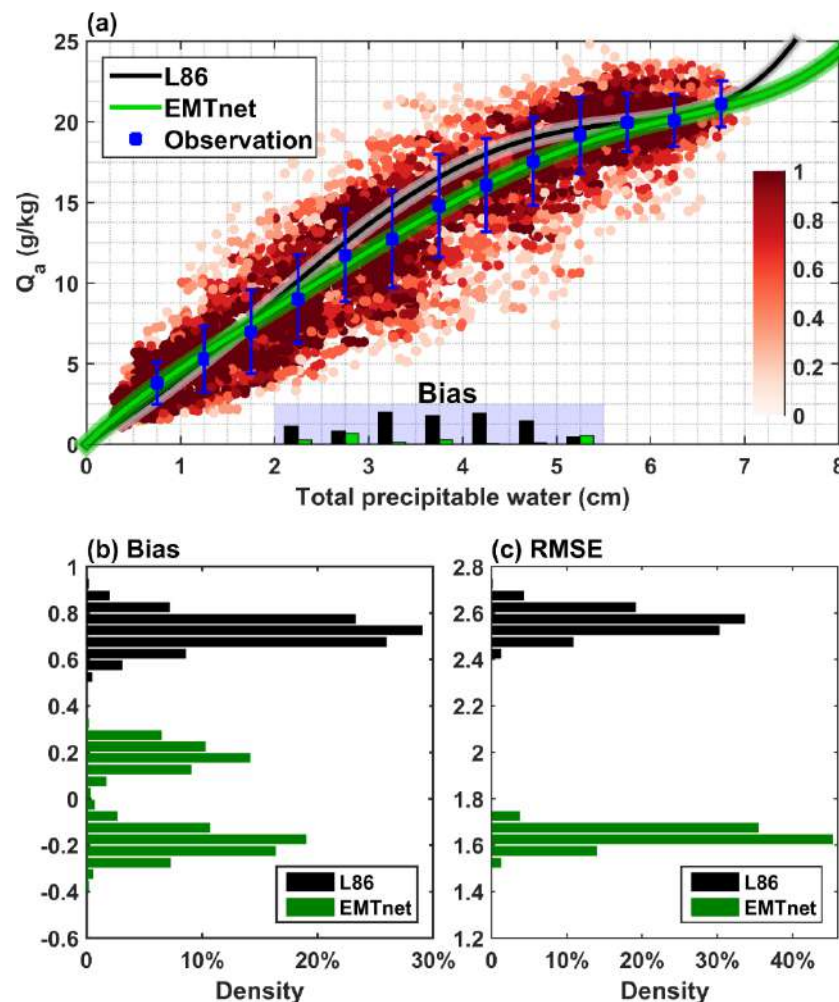 (a)
25
20
15
10
5
0
Q_a (g/kg)
L86
EMTnet
Observation
1
0.8
0.6
0.4
0.2
0
Bias
0 1 2 3 4 5 6 7 8
Total precipitable water (cm)
(b) Bias
1
0.8
0.6
0.4
0.2
0
-0.2
-0.4
-0.6
L86
EMTnet
0 10% 20% 30%
Density
(c) RMSE
2.8
2.6
2.4
2.2
2
1.8
1.6
1.4
1.2
L86
EMTnet
0 10% 20% 30% 40%
Density